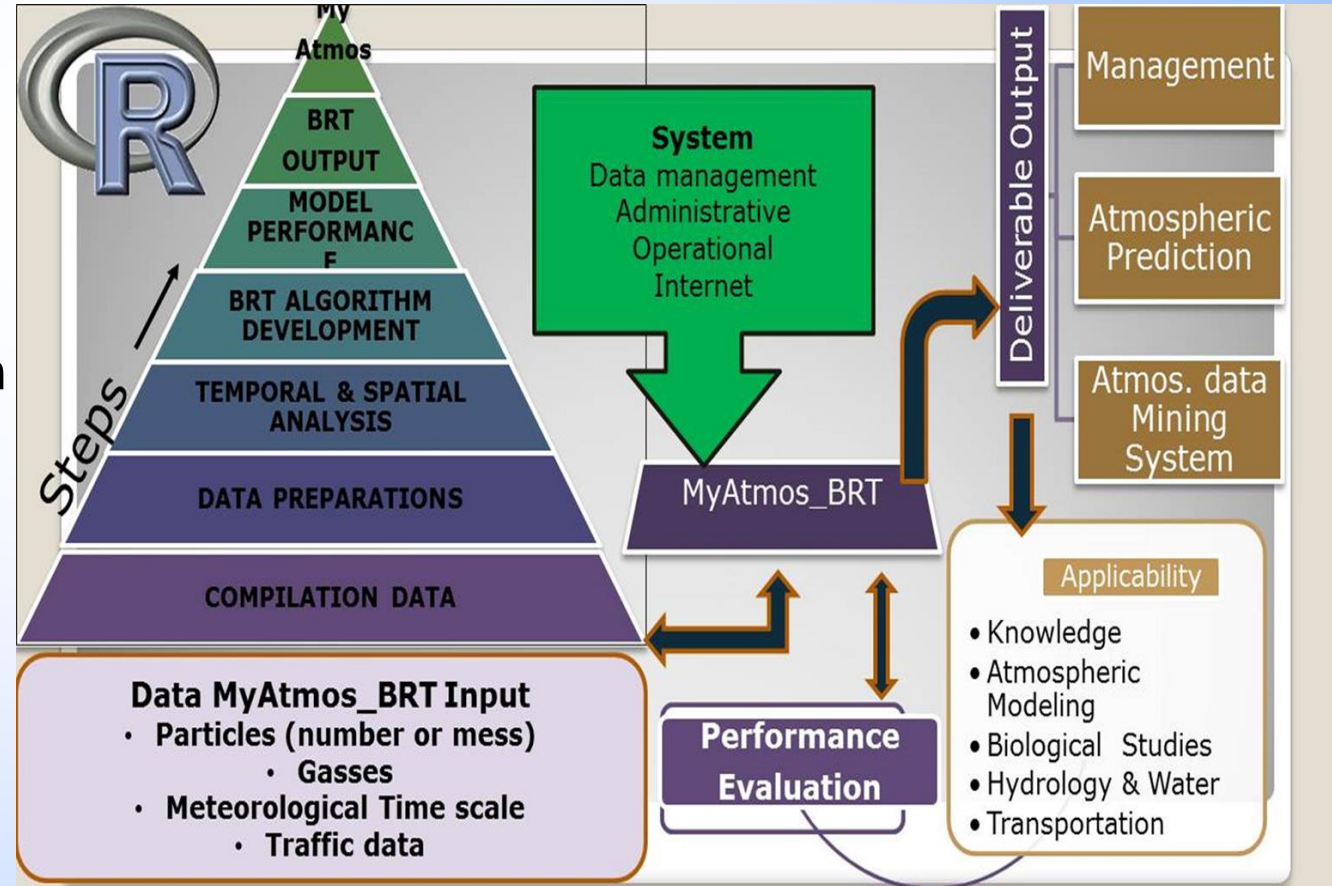 R
My
Atmos
BRT
OUTPUT
MODEL
PERFORMANC
E
BRT ALGORITHM
DEVELOPMENT
TEMPORAL & SPATIAL
ANALYSIS
DATA PREPARATIONS
COMPILATION DATA
Steps
Data MyAtmos_BRT Input
• Particles (number or mess)
• Gasses
• Meteorological Time scale
• Traffic data
System
Data management
Administrative
Operational
Internet
MyAtmos_BRT
Performance
Evaluation
Deliverable Output
Management
Atmospheric
Prediction
Atmos. data
Mining
System
Applicability
• Knowledge
• Atmospheric
Modeling
• Biological Studies
• Hydrology & Water
• Transportation